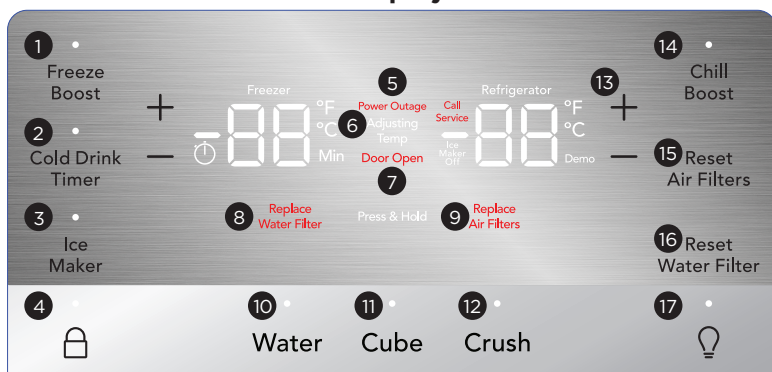 1
Freeze
Boost
+
2
Cold Drink
Timer
−
3
Ice
Maker
4
Freezer
-88
°F
°C
Min
5
Power Outage
6
Adjusting
Temp
Door Open
7
Call
Service
Ice
Maker
Off
Refrigerator
-88
°F
°C
Demo
8
Replace
Water Filter
Press & Hold
9
Replace
Air Filters
10
Water
11
Cube
12
Crush
13
+
−
14
Chill
Boost
15
Reset
Air Filters
16
Reset
Water Filter
17